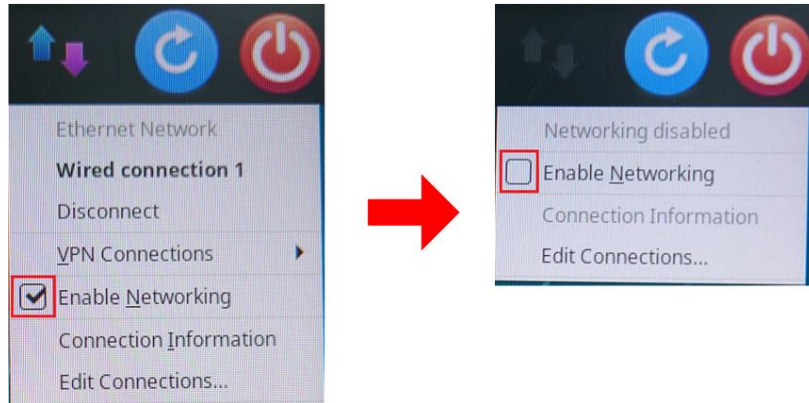 Ethernet Network
Wired connection 1
Disconnect
VPN Connections
Enable Networking
Connection Information
Edit Connections...
Networking disabled
Enable Networking
Connection Information
Edit Connections...